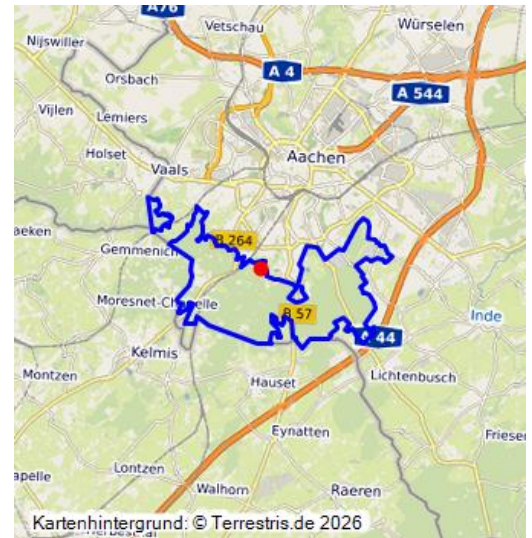 A76
Vetschau
Würselen
Nijswiller
A 4
Orsbach
A 544
Vijlen
Lemiers
Aachen
Holset
Vaals
B 264
aeken
Gemmenich
Moresnet-Chapelle
B 57
Inde
A 44
Kelmis
Montzen
Hauset
Lichtenbusch
Eynatten
Friesen
Lontzen
apelle
Walhorn
Raeren
Kartenhintergrund: © Terrestris.de 2026